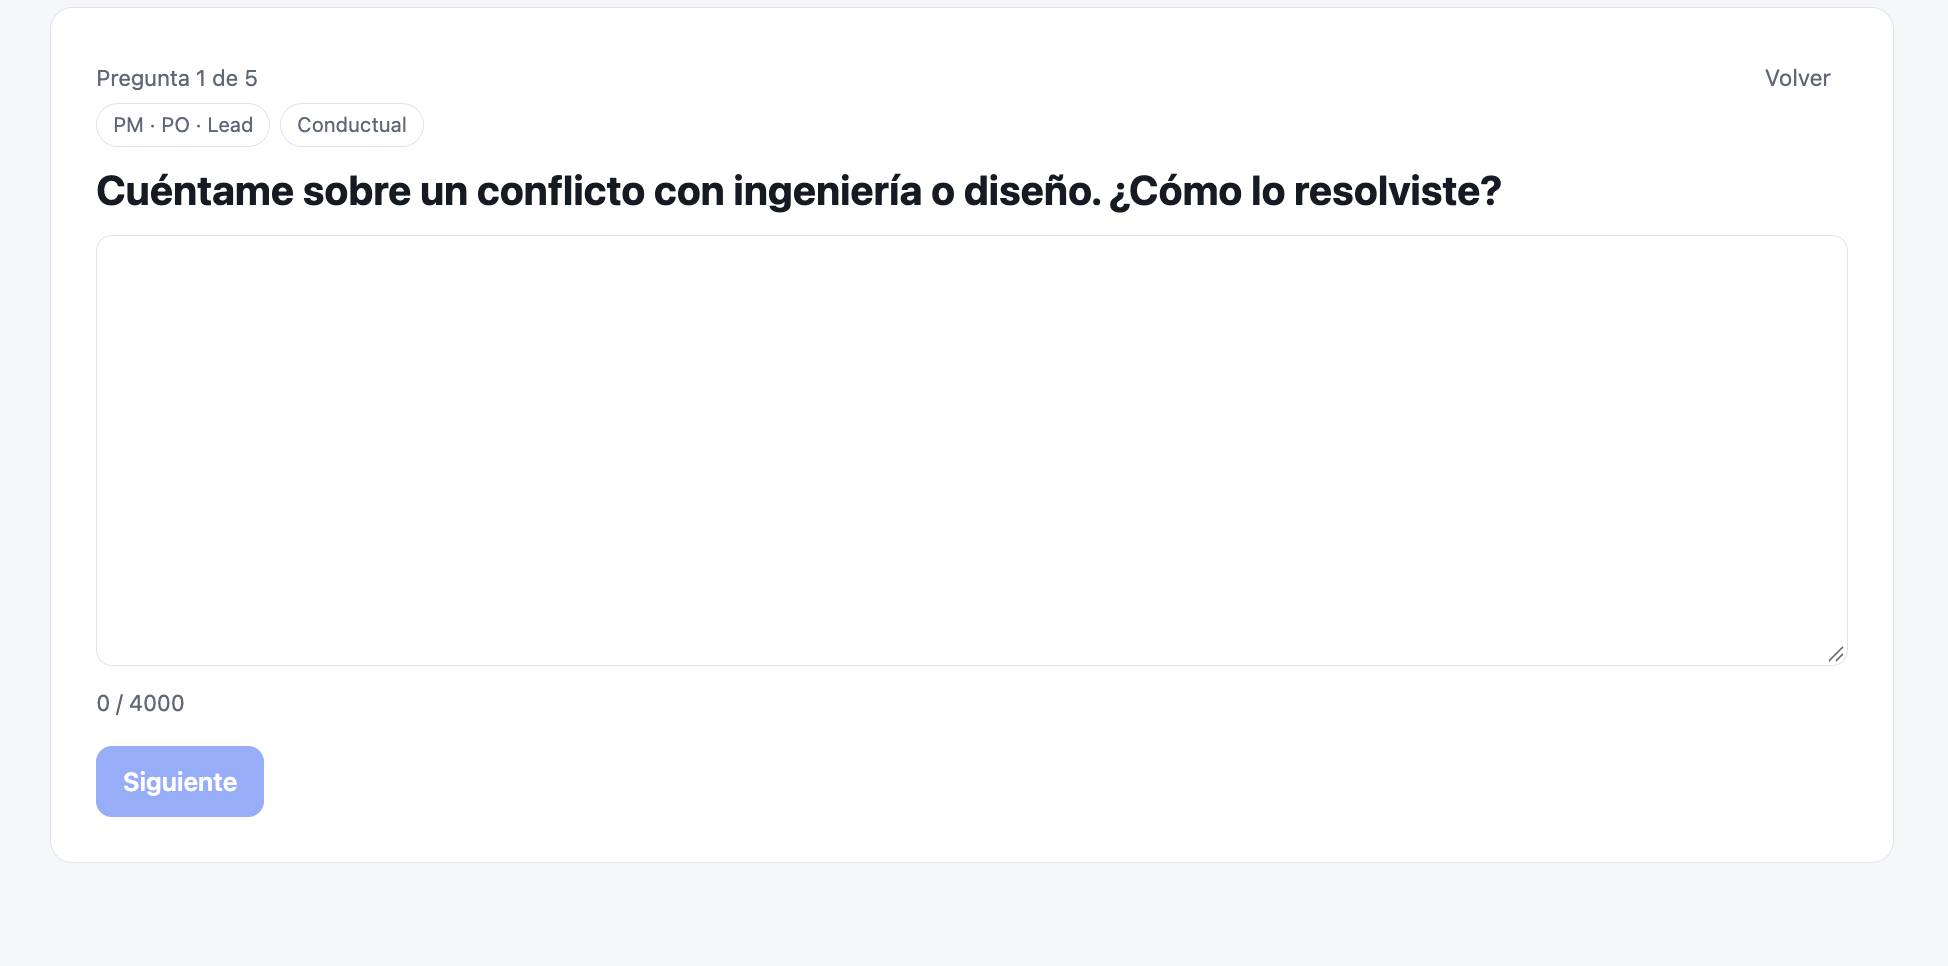 Pregunta 1 de 5
Volver
PM · PO · Lead
Conductual
Cuéntame sobre un conflicto con ingeniería o diseño. ¿Cómo lo resolviste?
0 / 4000
Siguiente